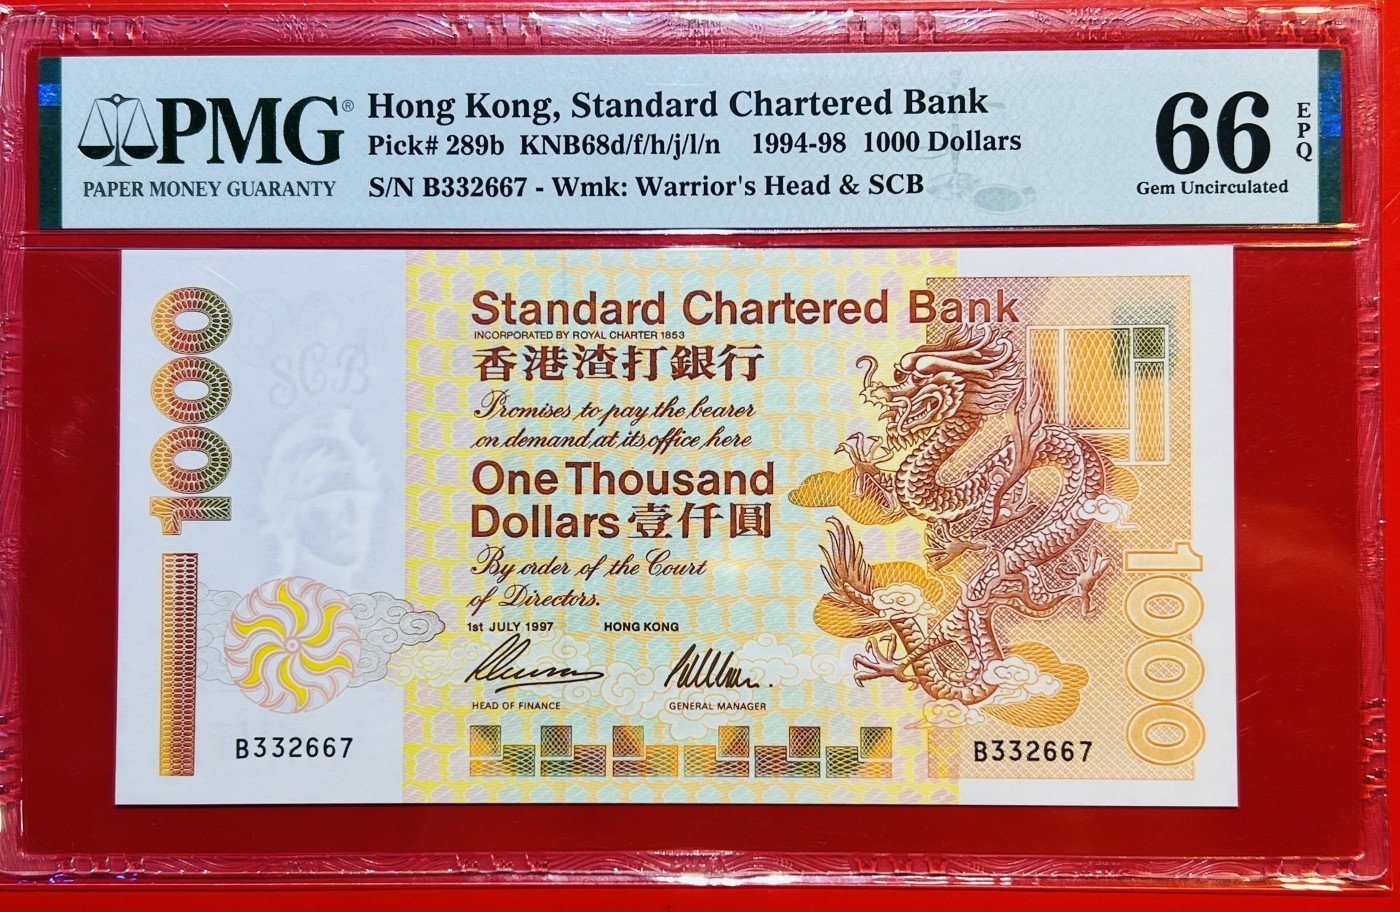 PMG®
PAPER MONEY GUARANTY
Hong Kong, Standard Chartered Bank
Pick# 289b KNB68d/f/h/j/l/n 1994-98 1000 Dollars
S/N B332667 - Wmk: Warrior's Head & SCB
66 EPQ
Gem Uncirculated
1000
SCB
Standard Chartered Bank
INCORPORATED BY ROYAL CHARTER 1853
香港渣打銀行
Promises to pay the bearer
on demand at its office here
One Thousand
Dollars 壹仟圓
By order of the Court
of Directors.
1st JULY 1997 HONG KONG
HEAD OF FINANCE GENERAL MANAGER
B332667 B332667
1000